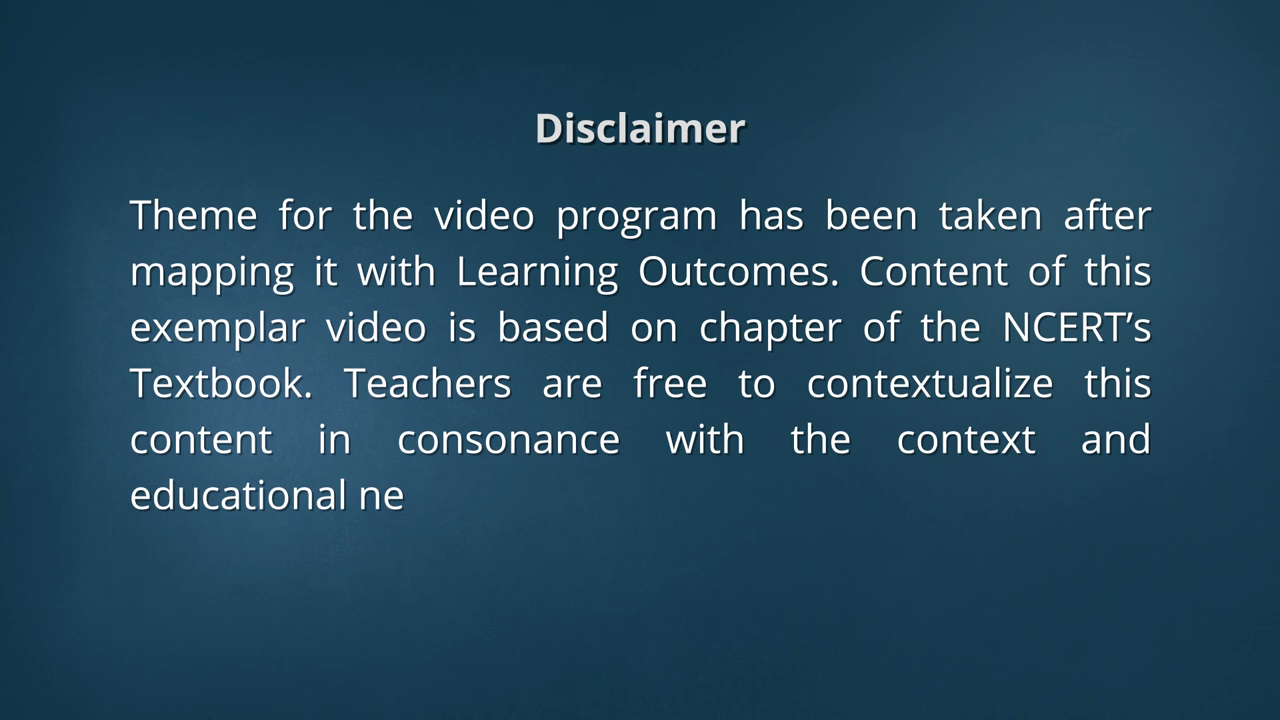 Disclaimer
Theme for the video program has been taken after
mapping it with Learning Outcomes. Content of this
exemplar video is based on chapter of the NCERT’s
Textbook. Teachers are free to contextualize this
content in consonance with the context and
educational ne